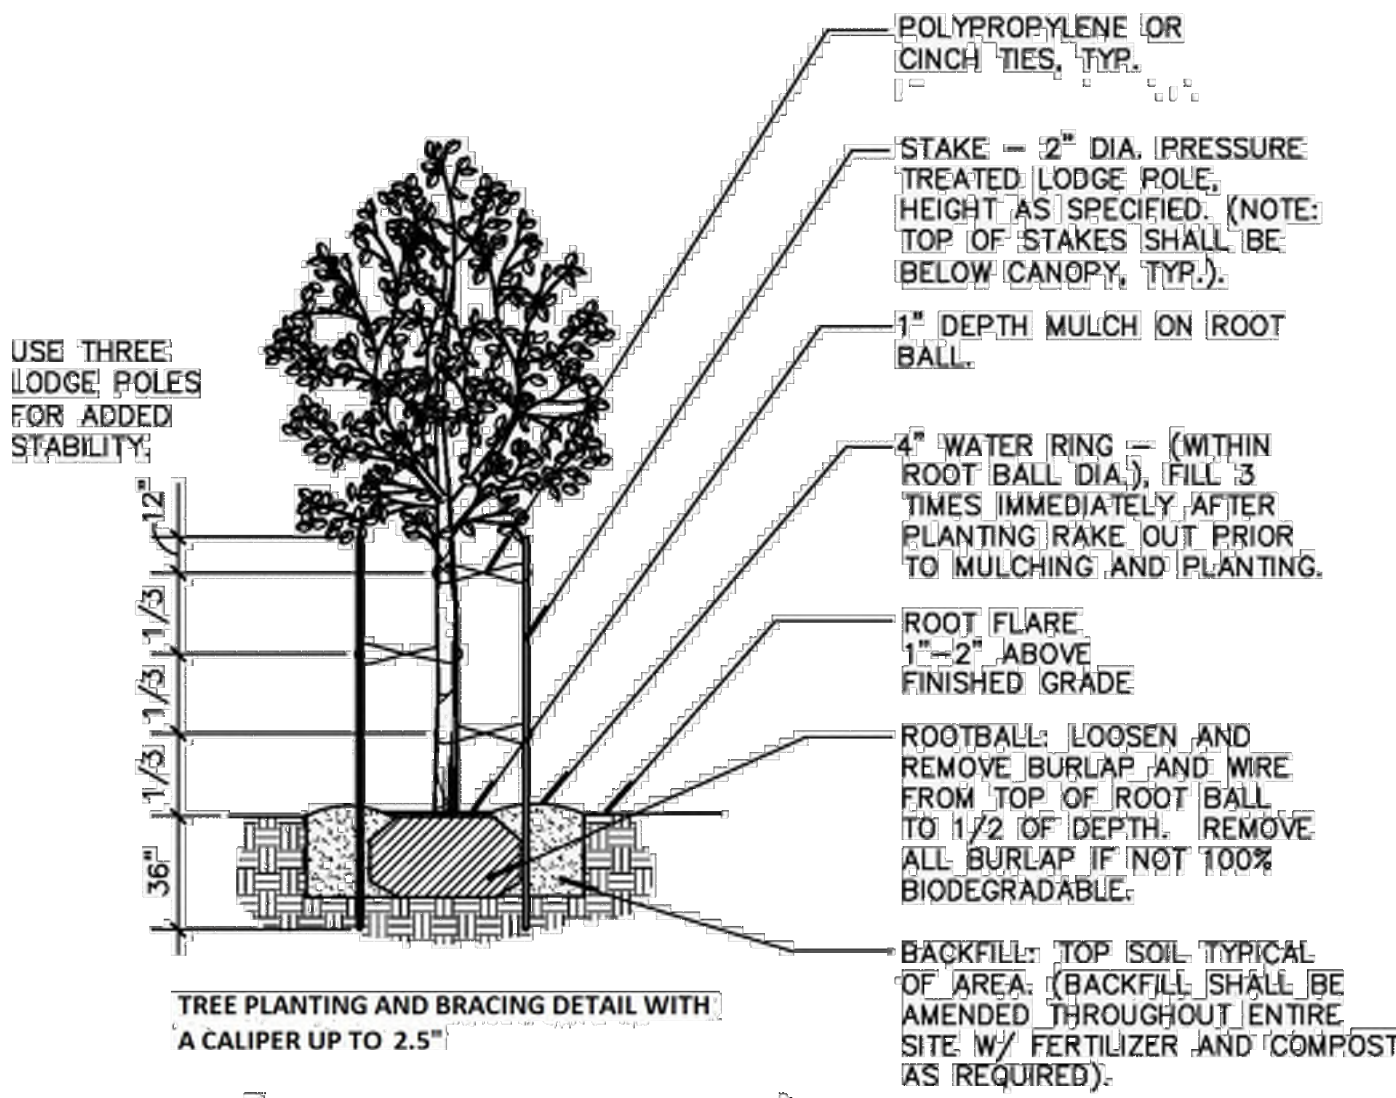 POLYPROPYLENE OR
CINCH TIES, TYP.
STAKE – 2" DIA. PRESSURE
TREATED LODGE POLE,
HEIGHT AS SPECIFIED. (NOTE:
TOP OF STAKES SHALL BE
BELOW CANOPY, TYP.).
1" DEPTH MULCH ON ROOT
BALL.
USE THREE
LODGE POLES
FOR ADDED
STABILITY.
4" WATER RING – (WITHIN
ROOT BALL DIA.), FILL 3
TIMES IMMEDIATELY AFTER
PLANTING RAKE OUT PRIOR
TO MULCHING AND PLANTING.
12"
1/3
1/3
1/3
36"
ROOT FLARE
1"–2" ABOVE
FINISHED GRADE
ROOTBALL: LOOSEN AND
REMOVE BURLAP AND WIRE
FROM TOP OF ROOT BALL
TO 1/2 OF DEPTH. REMOVE
ALL BURLAP IF NOT 100%
BIODEGRADABLE.
BACKFILL: TOP SOIL TYPICAL
OF AREA. (BACKFILL SHALL BE
AMENDED THROUGHOUT ENTIRE
SITE W/ FERTILIZER AND COMPOST
AS REQUIRED).
TREE PLANTING AND BRACING DETAIL WITH
A CALIPER UP TO 2.5"